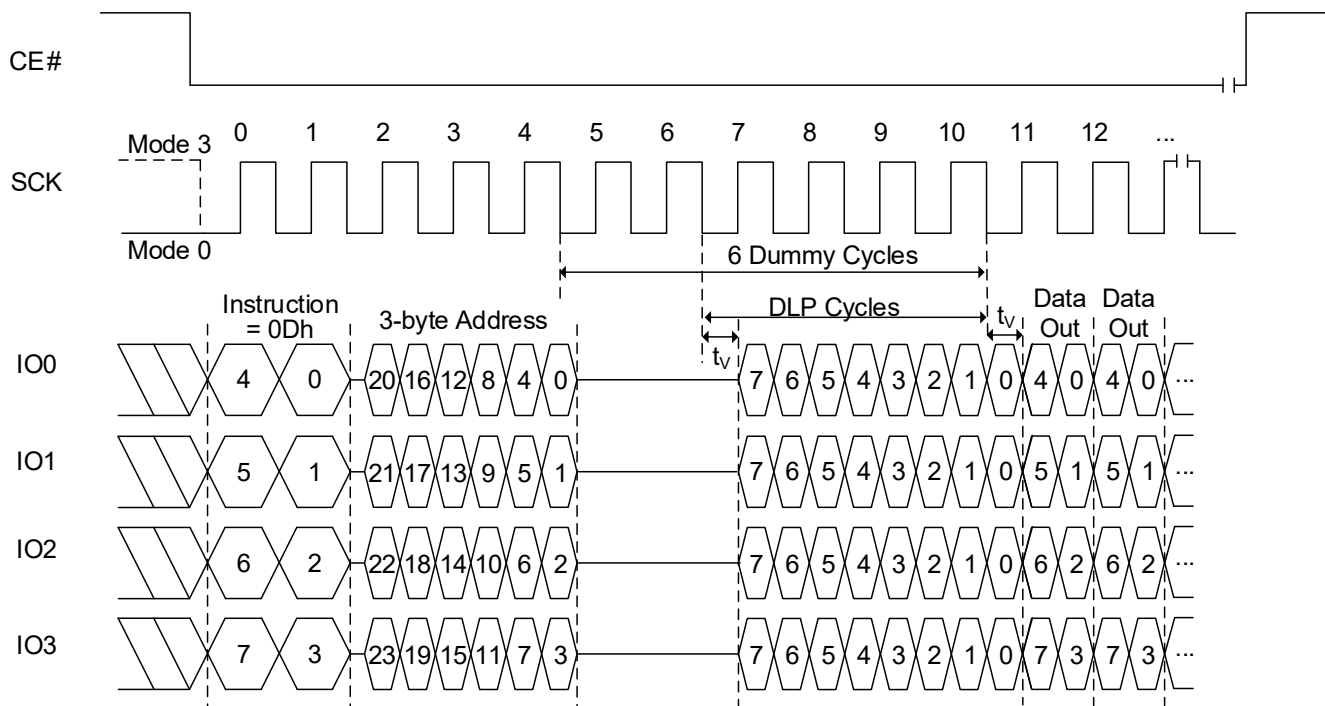 CE#
0 1 2 3 4 5 6 7 8 9 10 11 12 ...
Mode 3
SCK
Mode 0
6 Dummy Cycles
Instruction
= 0Dh
3-byte Address
DLP Cycles
tV
Data
Out
Data
Out
tV
IO0
4 0 20 16 12 8 4 0 7 6 5 4 3 2 1 0 4 0 4 0 ...
IO1
5 1 21 17 13 9 5 1 7 6 5 4 3 2 1 0 5 1 5 1 ...
IO2
6 2 22 18 14 10 6 2 7 6 5 4 3 2 1 0 6 2 6 2 ...
IO3
7 3 23 19 15 11 7 3 7 6 5 4 3 2 1 0 7 3 7 3 ...